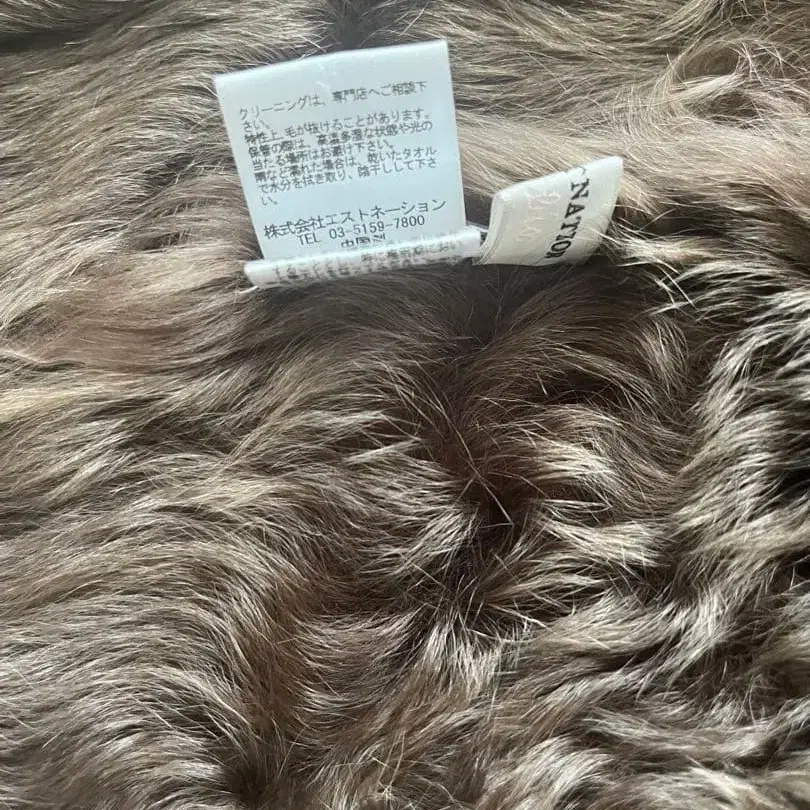 クリーニングは、専門店へご相談下
さい。
特性上、毛が抜けることがあります。
保管の際は、高温多湿な状態や光の
当たる場所はお避け下さい。
雨など濡れた場合は、乾いたタオル
で水分を拭き取り、陰干しして下さ
い。
株式会社エストネーション
TEL 03-5159-7800
中国製
NATION